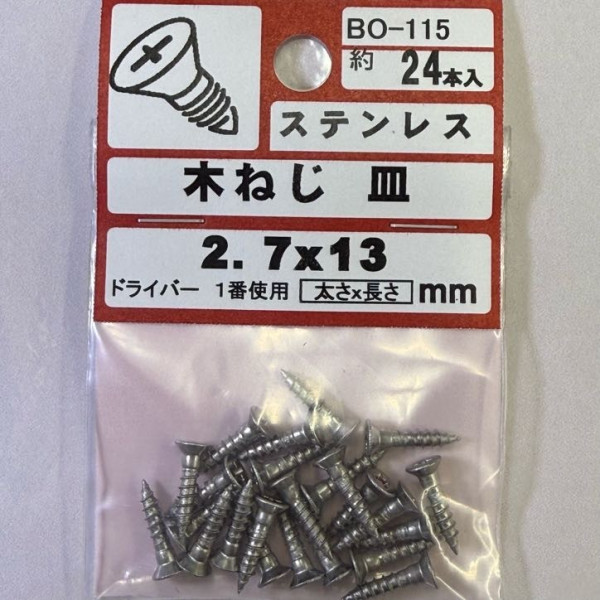 BO-115
約 24本入
ステンレス
木ねじ 皿
2.7x13
ドライバー 1番使用 太さx長さ mm